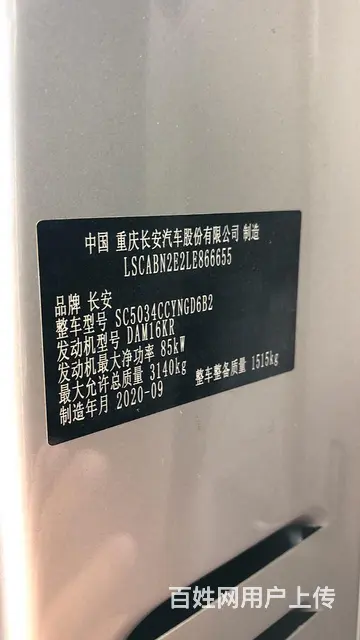 中国 重庆长安汽车股份有限公司 制造
LSCABN2E2LE866655
品牌 长安
整车型号 SC5034CCYNGD6B2
发动机型号 DAM16KR
发动机最大净功率 85kW
最大允许总质量 3140kg 整车整备质量 1515kg
制造年月 2020-09
百姓网用户上传